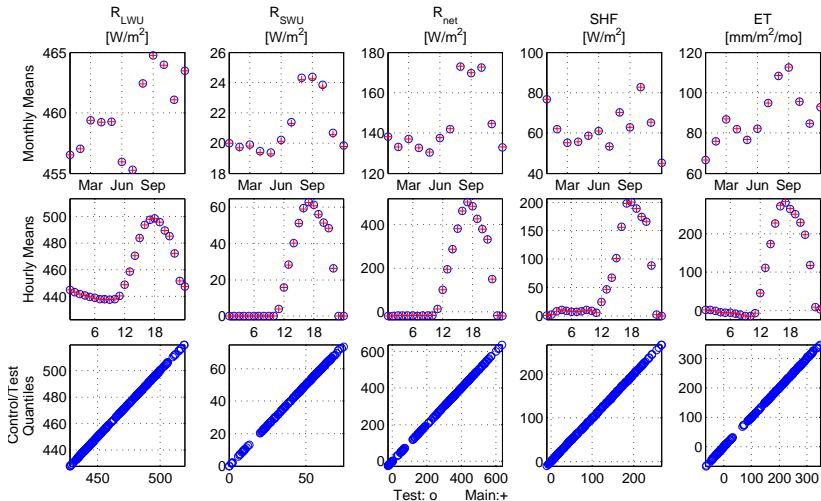 R_LWU R_SWU R_net SHF ET
[W/m²] [W/m²] [W/m²] [W/m²] [mm/m²/mo]
Monthly Means
465 26 180 100 120
24 100
460 22 160 80 80
20 140 60
455 18 120 40 60
Mar Jun Sep Mar Jun Sep Mar Jun Sep Mar Jun Sep Mar Jun Sep
Hourly Means
500 60 400 200 200
480 40 150
460 20 200 100 100
440 50
0 0 0 0
6 12 18 6 12 18 6 12 18 6 12 18 6 12 18
Control/Test
Quantiles
500 60 600 200 300
480 40 400 200
460 20 200 100 100
440 0 0 0 0
450 500 0 50 0 200 400 600 0 100 200 0 100 200 300
Test: o Main:+